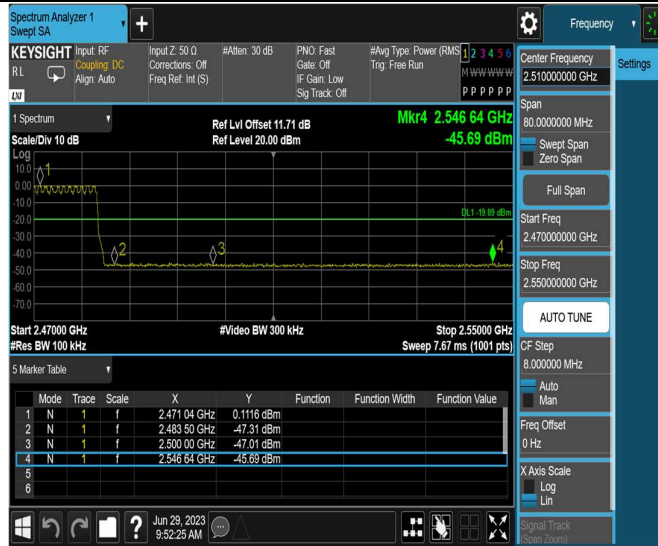 Spectrum Analyzer 1
Swept SA
Frequency
KEYSIGHT
RL
LXI
Input: RF
Coupling: DC
Align: Auto
Input Z: 50 Ω
Corrections: Off
Freq Ref: Int (S)
#Atten: 30 dB
PNO: Fast
Gate: Off
IF Gain: Low
Sig Track: Off
#Avg Type: Power (RMS
Trig: Free Run
1 2 3 4 5 6
M W W W W W
P P P P P P
1 Spectrum
Scale/Div 10 dB
Ref Lvl Offset 11.71 dB
Ref Level 20.00 dBm
Mkr4 2.546 64 GHz
-45.69 dBm
Log
10.0
0.00
-10.0
-20.0
-30.0
-40.0
-50.0
-60.0
-70.0
1
2
3
4
DL1 -19.89 dBm
Start 2.47000 GHz
#Video BW 300 kHz
Stop 2.55000 GHz
#Res BW 100 kHz
Sweep 7.67 ms (1001 pts)
5 Marker Table
Mode Trace Scale X Y Function Function Width Function Value
1 N 1 f 2.471 04 GHz 0.1116 dBm
2 N 1 f 2.483 50 GHz -47.31 dBm
3 N 1 f 2.500 00 GHz -47.01 dBm
4 N 1 f 2.546 64 GHz -45.69 dBm
5
6
Jun 29, 2023
9:52:25 AM
Center Frequency
2.510000000 GHz
Settings
Span
80.0000000 MHz
Swept Span
Zero Span
Full Span
Start Freq
2.470000000 GHz
Stop Freq
2.550000000 GHz
AUTO TUNE
CF Step
8.000000 MHz
Auto
Man
Freq Offset
0 Hz
X Axis Scale
Log
Lin
Signal Track
(Span Zoom)